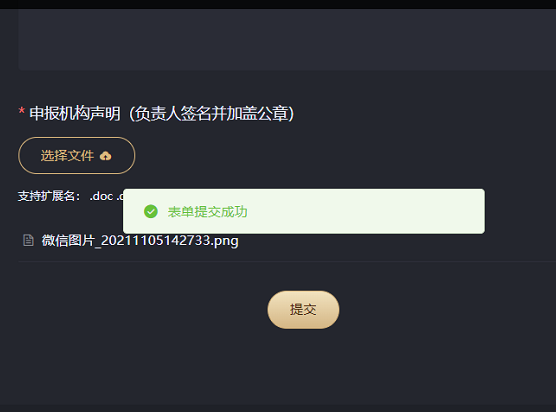 * 申报机构声明（负责人签名并加盖公章）
选择文件
支持扩展名： .doc
表单提交成功
微信图片_20211105142733.png
提交